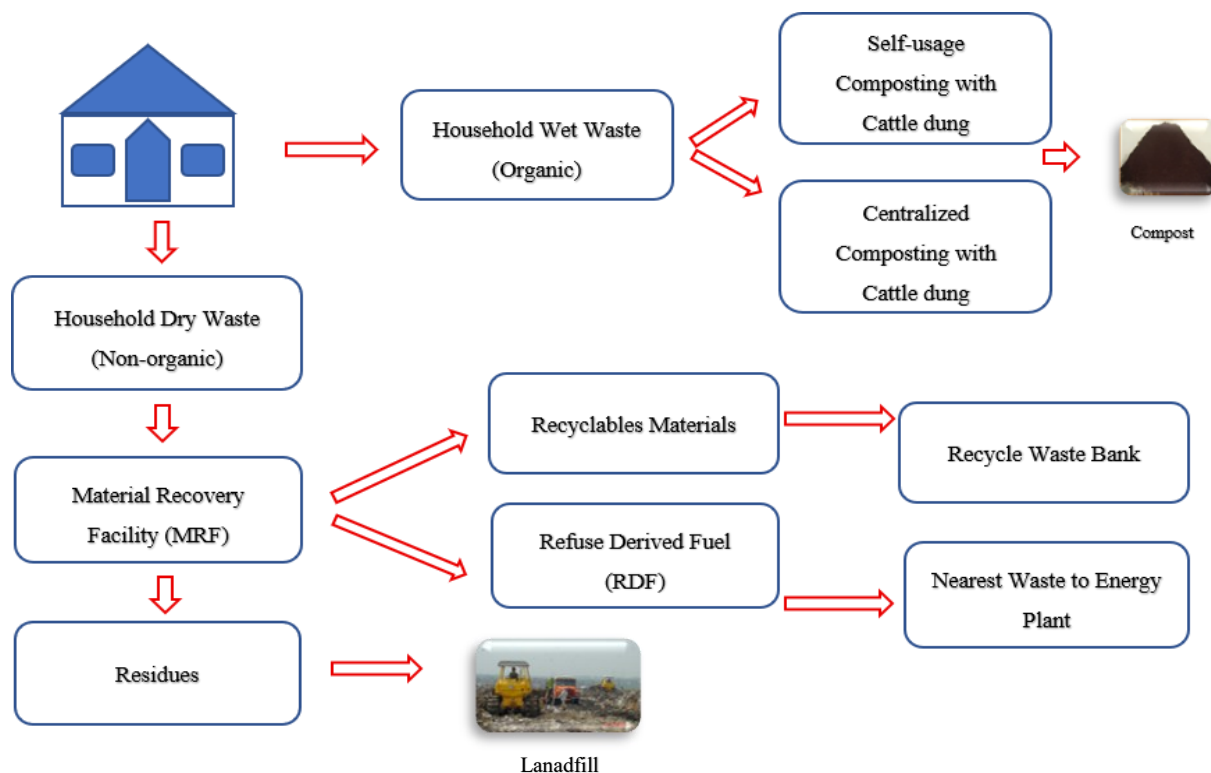 Self-usage
Composting with
Cattle dung
Household Wet Waste
(Organic)
Centralized
Composting with
Cattle dung
Compost
Household Dry Waste
(Non-organic)
Recyclables Materials
Recycle Waste Bank
Material Recovery
Facility (MRF)
Refuse Derived Fuel
(RDF)
Nearest Waste to Energy
Plant
Residues
Lanadfill